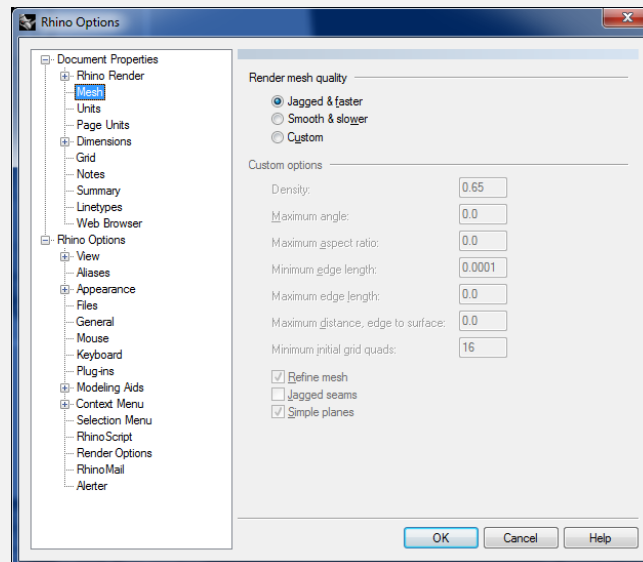 Rhino Options
Document Properties
Rhino Render
Mesh
Units
Page Units
Dimensions
Grid
Notes
Summary
Linetypes
Web Browser
Rhino Options
View
Aliases
Appearance
Files
General
Mouse
Keyboard
Plug-ins
Modeling Aids
Context Menu
Selection Menu
RhinoScript
Render Options
RhinoMail
Alerter
Render mesh quality
Jagged & faster
Smooth & slower
Custom
Custom options
Density: 0.65
Maximum angle: 0.0
Maximum aspect ratio: 0.0
Minimum edge length: 0.0001
Maximum edge length: 0.0
Maximum distance, edge to surface: 0.0
Minimum initial grid quads: 16
Refine mesh
Jagged seams
Simple planes
OK Cancel Help